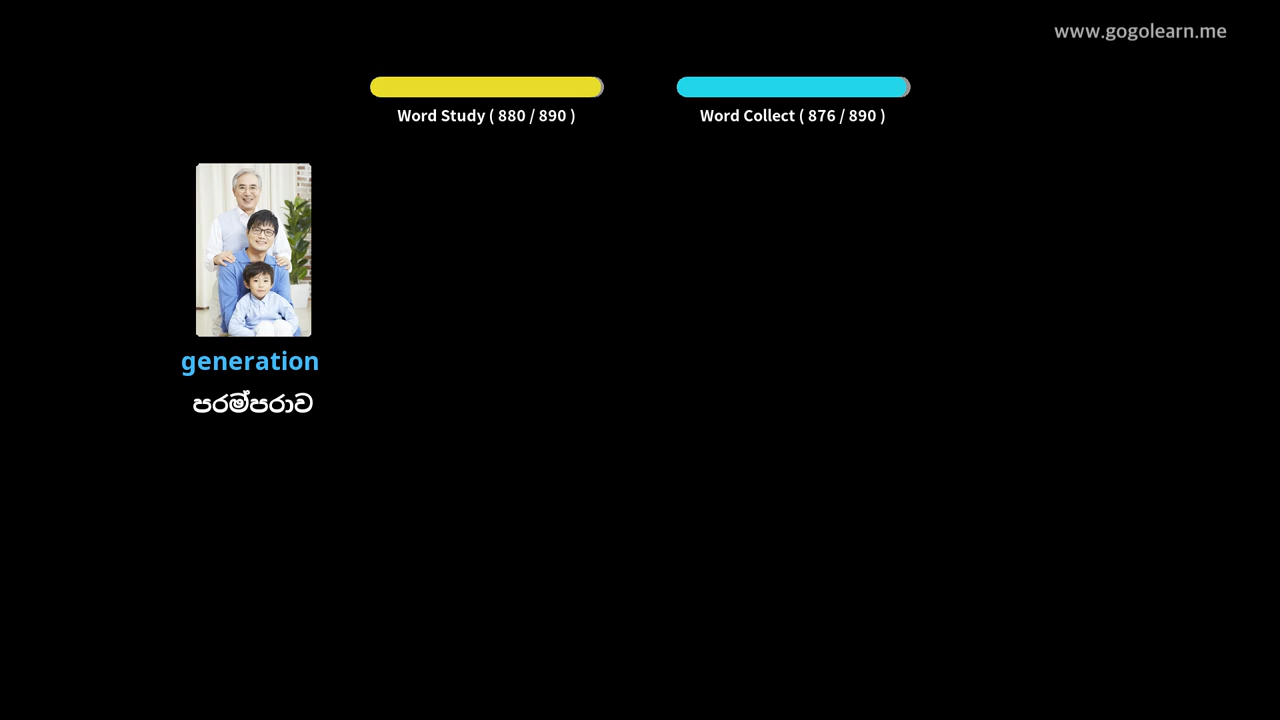 www.gogolearn.me
Word Study ( 880 / 890 )
Word Collect ( 876 / 890 )
generation
පරම්පරාව